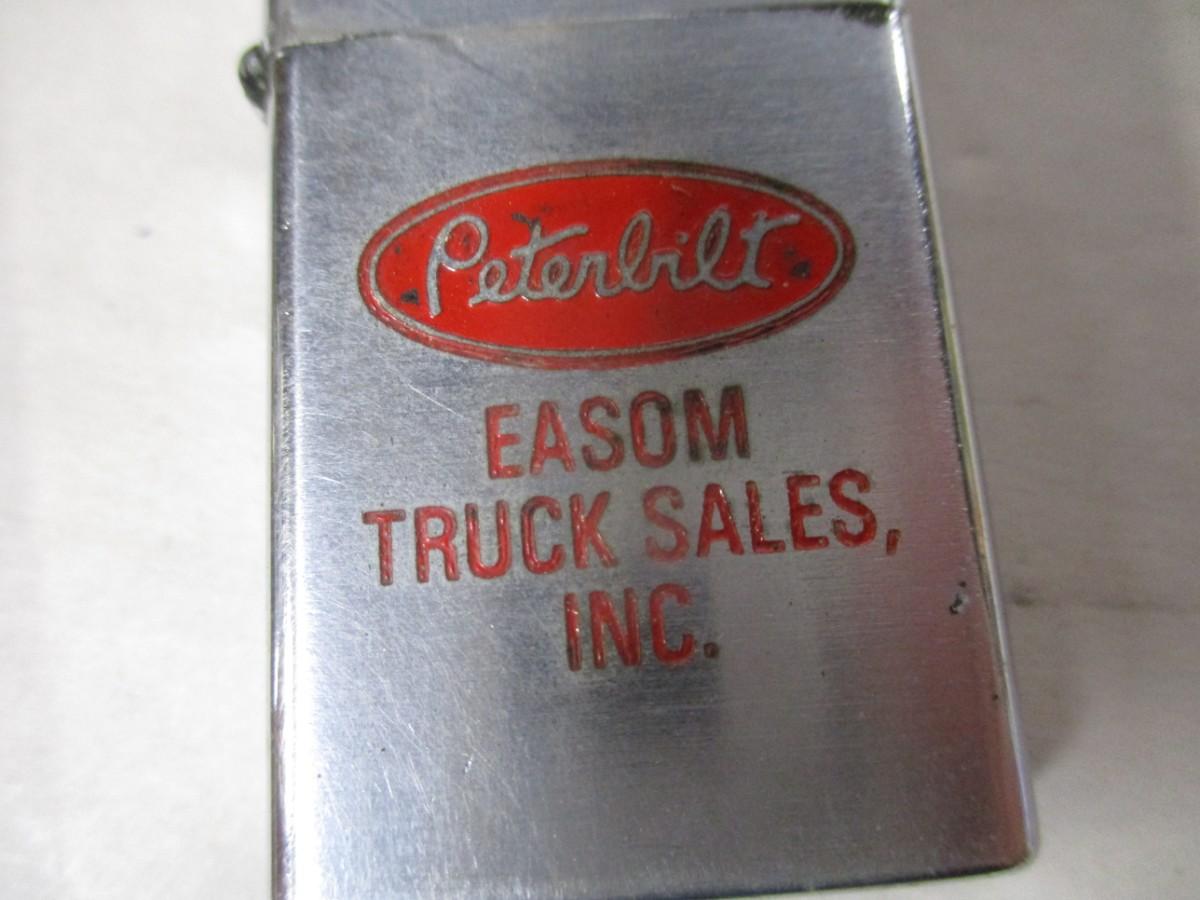 Peterbilt
EASOM
TRUCK SALES,
INC.